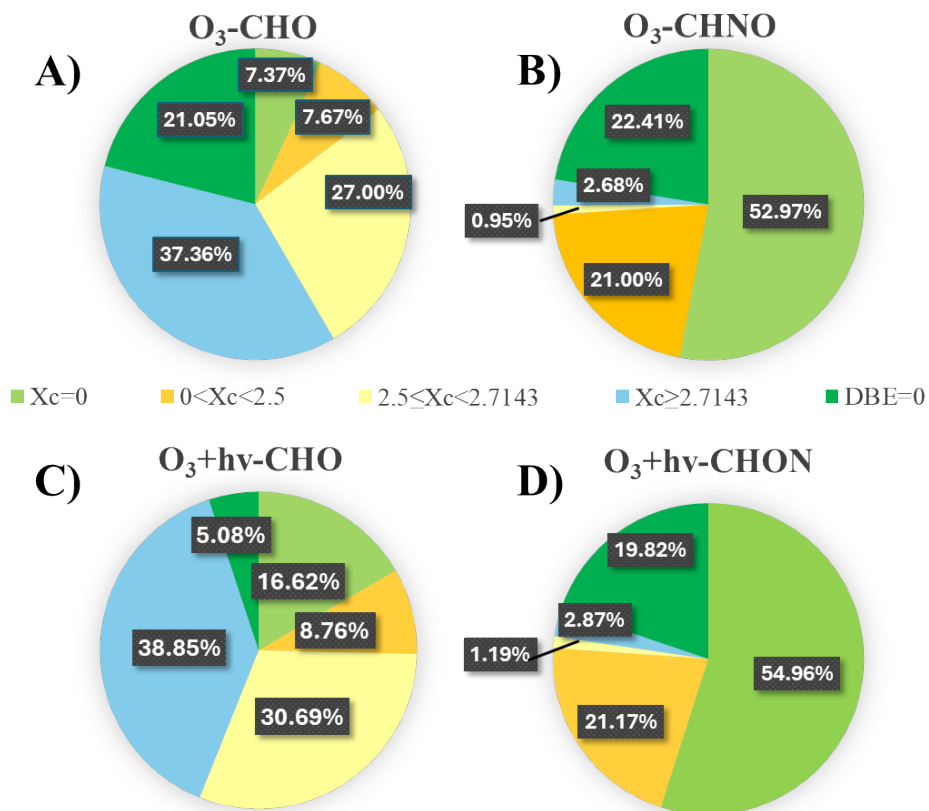 O₃-CHO
A)
7.37%
7.67%
21.05%
27.00%
37.36%
O₃-CHNO
B)
22.41%
2.68%
0.95%
52.97%
21.00%
Xc=0
0<Xc<2.5
2.5≤Xc<2.7143
Xc≥2.7143
DBE=0
O₃+hv-CHO
C)
5.08%
16.62%
8.76%
38.85%
30.69%
O₃+hv-CHON
D)
19.82%
2.87%
1.19%
54.96%
21.17%